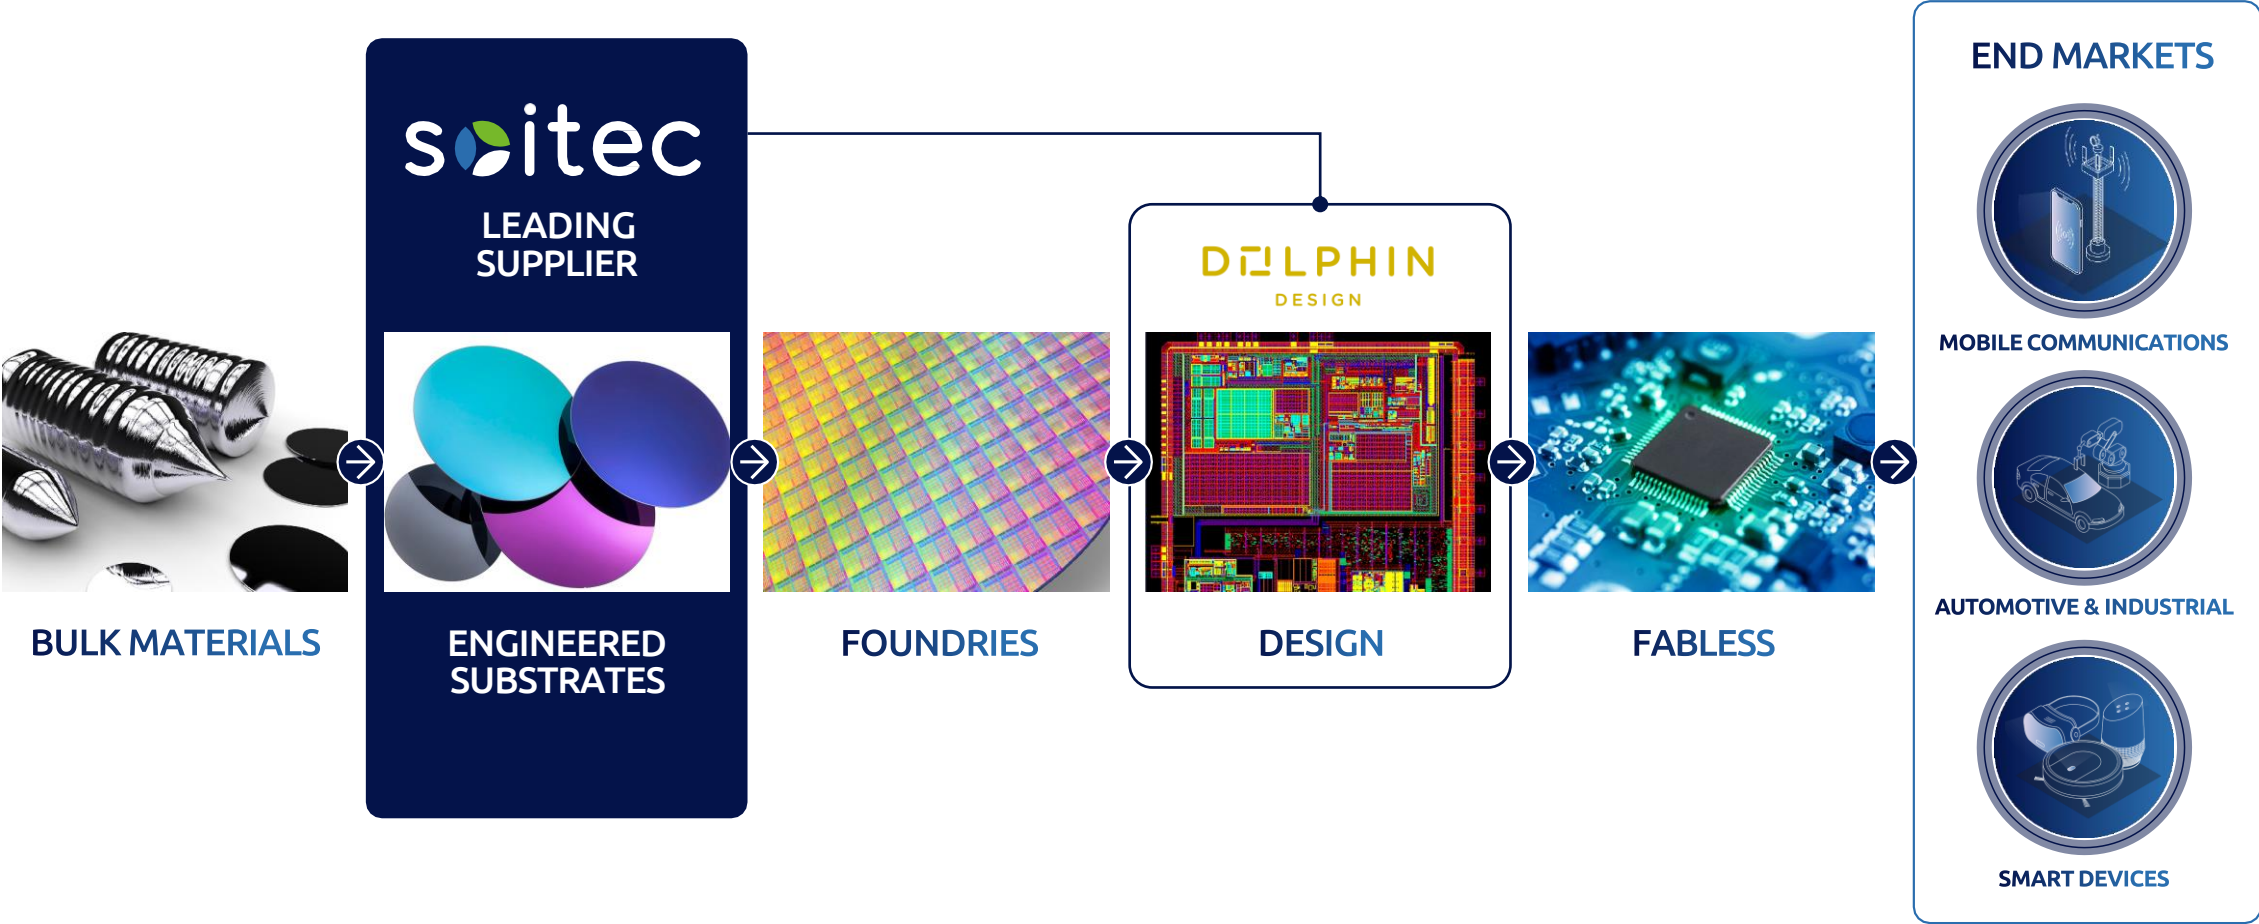 soitec
LEADING
SUPPLIER
ENGINEERED
SUBSTRATES
BULK MATERIALS
FOUNDRIES
DOLPHIN
DESIGN
DESIGN
FABLESS
END MARKETS
MOBILE COMMUNICATIONS
AUTOMOTIVE & INDUSTRIAL
SMART DEVICES